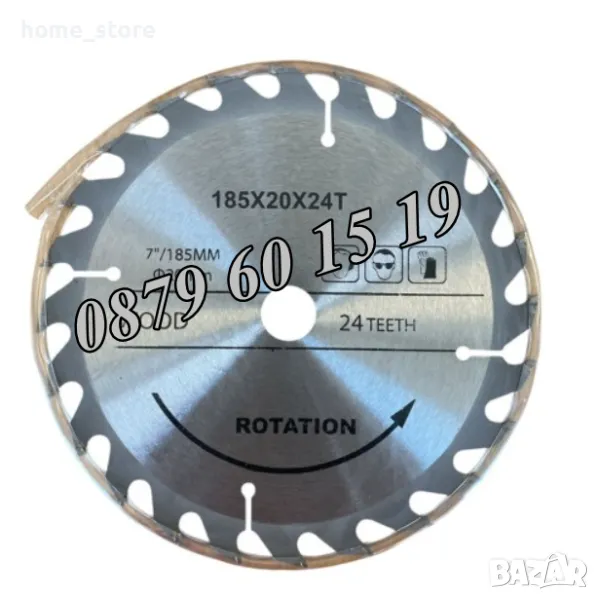 home_store
185X20X24T
7"/185MM
0879 60 15 19
24 TEETH
ROTATION
BAZAR